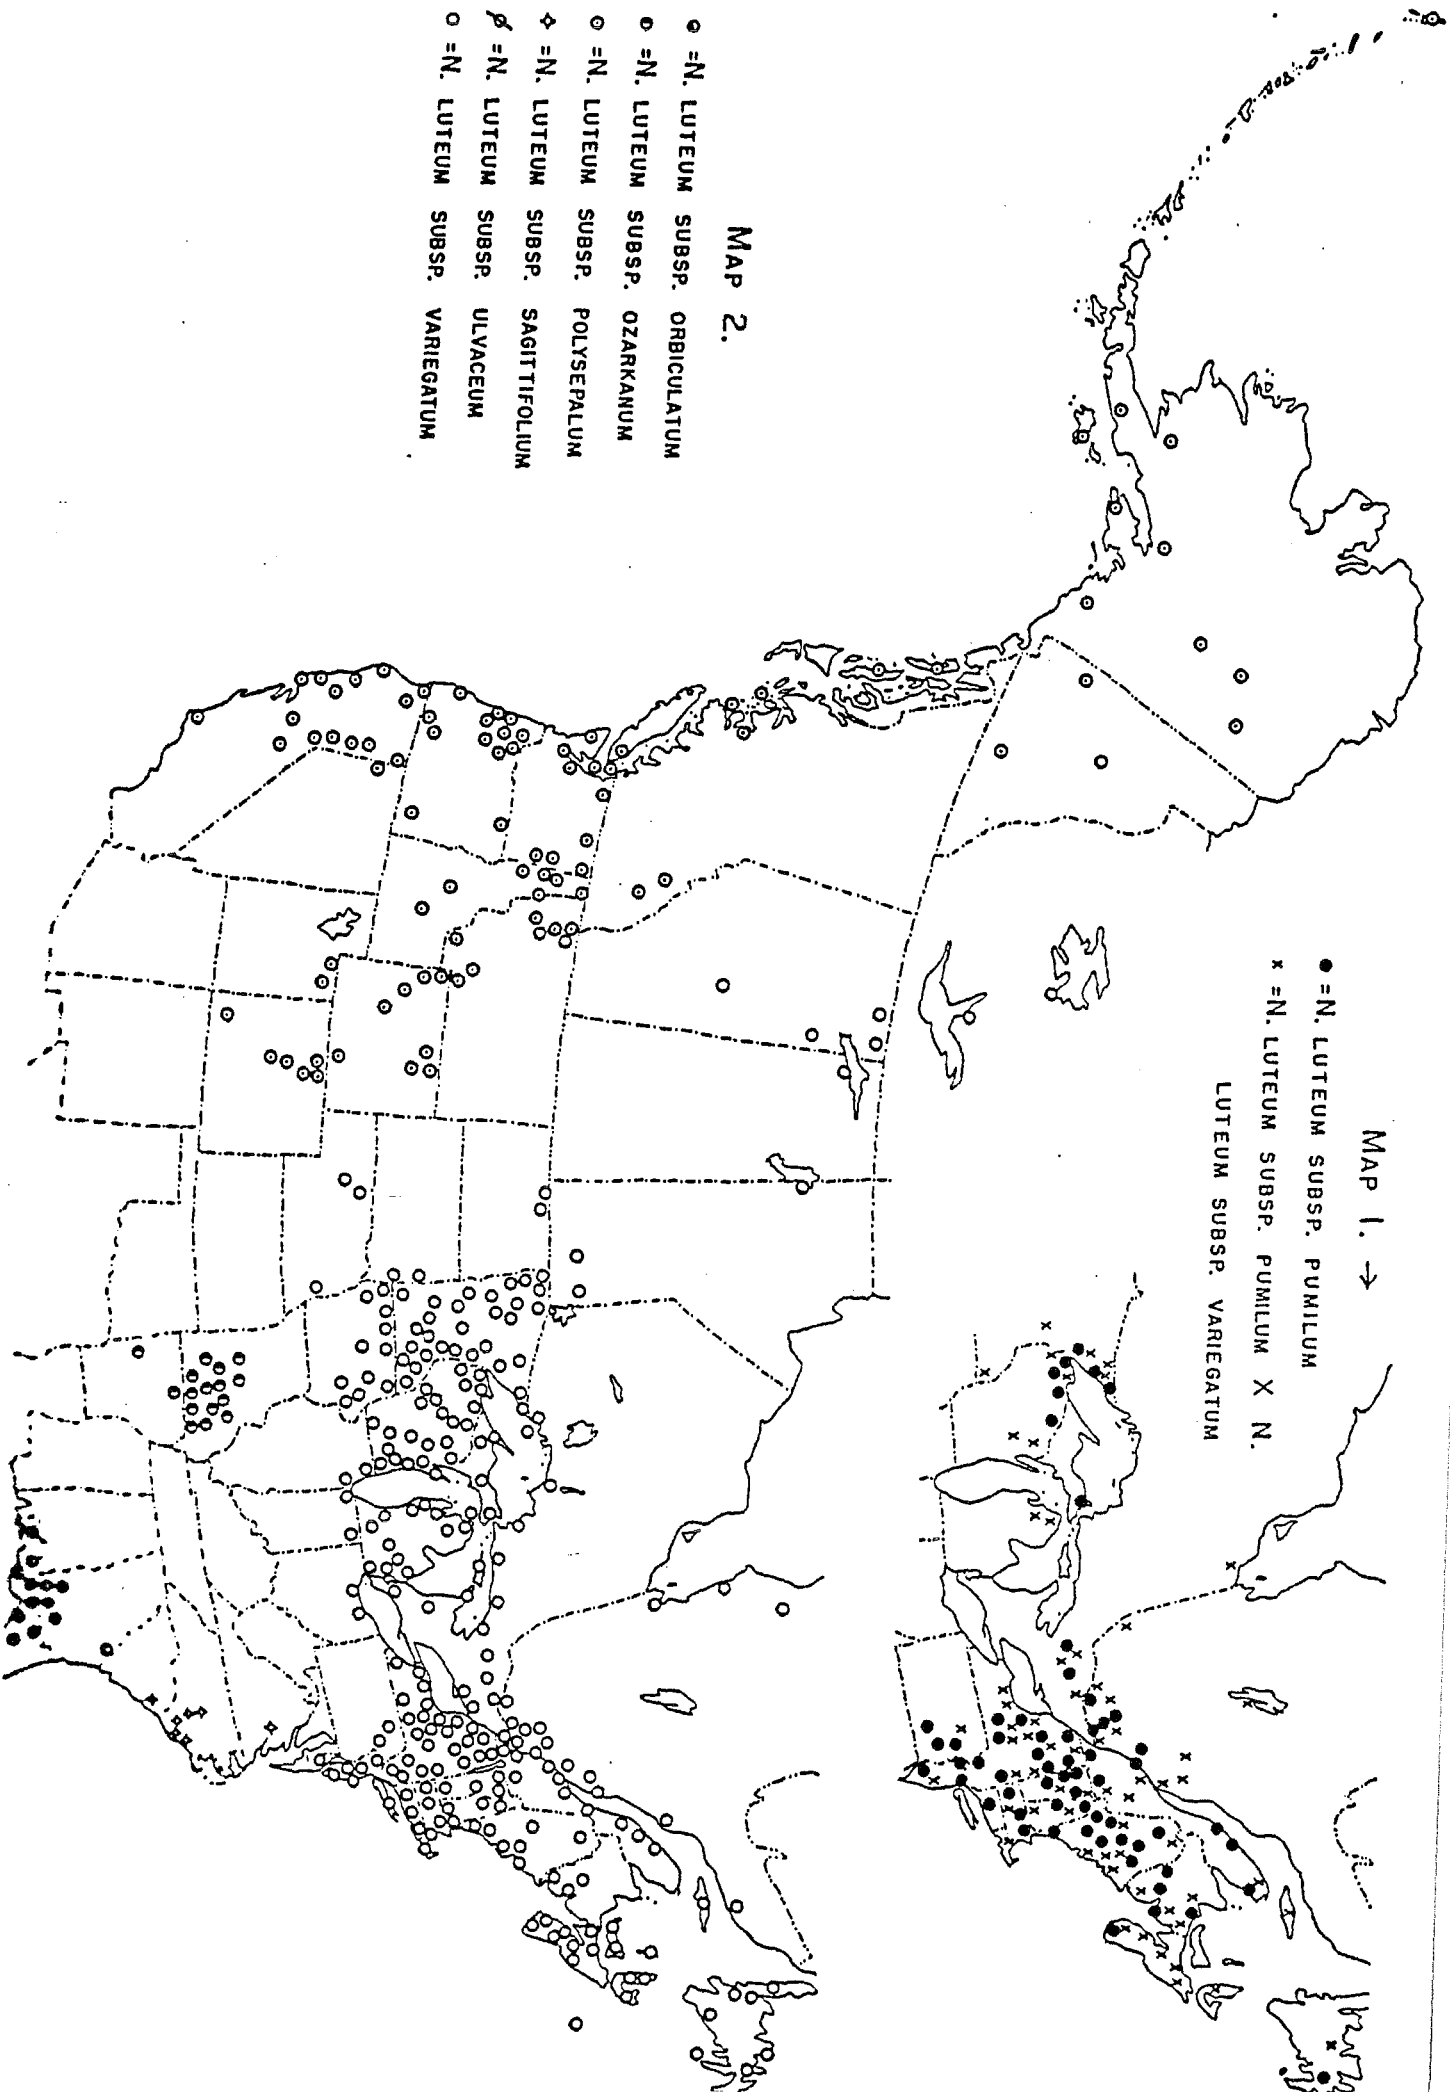 MAP 1. →
● =N. LUTEUM SUBSP. PUMILUM
x =N. LUTEUM SUBSP. PUMILUM X N.
LUTEUM SUBSP. VARIEGATUM
MAP 2.
=N. LUTEUM SUBSP. ORBICULATUM
=N. LUTEUM SUBSP. OZARKANUM
=N. LUTEUM SUBSP. POLYSEPALUM
=N. LUTEUM SUBSP. SAGITTIFOLIUM
=N. LUTEUM SUBSP. ULVACEUM
=N. LUTEUM SUBSP. VARIEGATUM